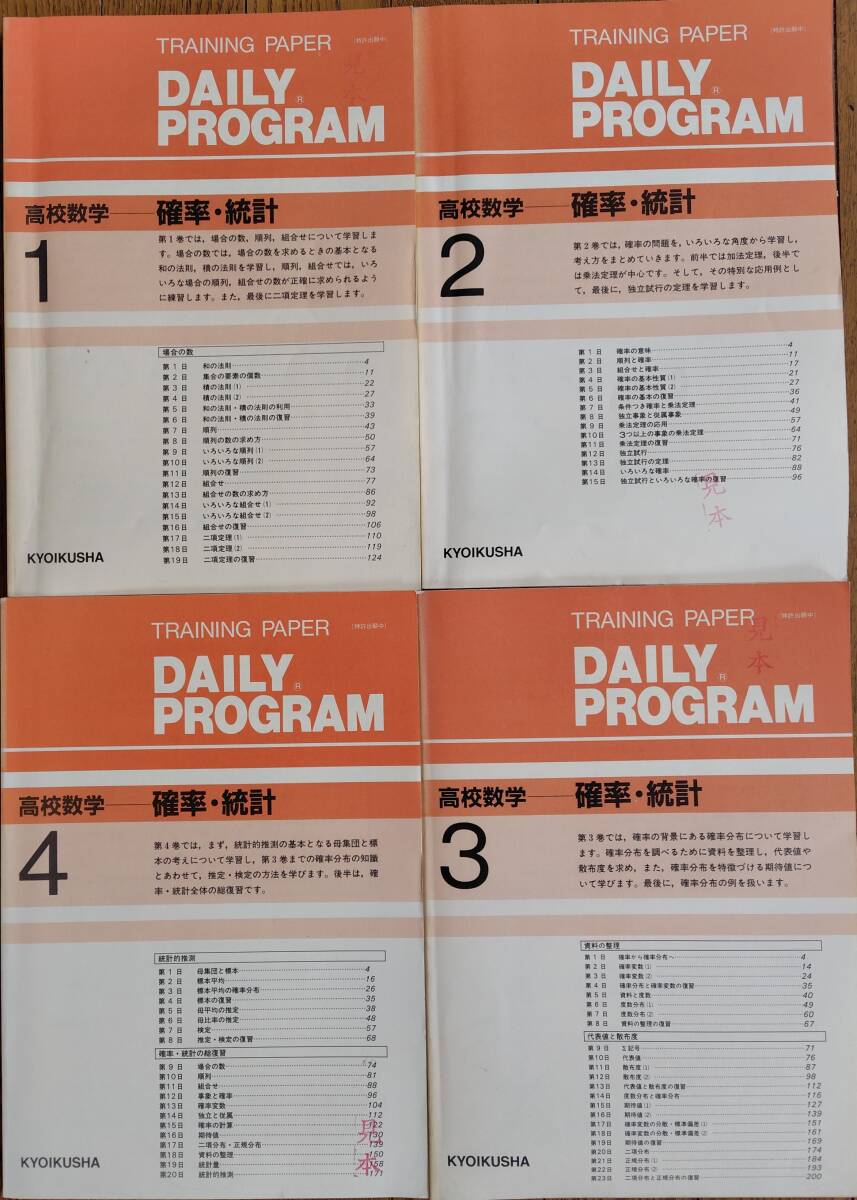 TRAINING PAPER
〔特許出願中〕
見本
DAILY
PROGRAM®
高校数学――確率・統計
1
第1巻では，場合の数，順列，組合せについて学習しま
す。場合の数では，場合の数を求めるときの基本となる
和の法則，積の法則を学習し，順列，組合せでは，いろ
いろな場合の順列，組合せの数が正確に求められるよう
に練習します。また，最後に二項定理を学習します。
場合の数
第1日 和の法則 4
第2日 集合の要素の個数 11
第3日 積の法則(1) 22
第4日 積の法則(2) 27
第5日 和の法則・積の法則の利用 33
第6日 和の法則・積の法則の復習 39
第7日 順列 43
第8日 順列の数の求め方 50
第9日 いろいろな順列(1) 57
第10日 いろいろな順列(2) 64
第11日 順列の復習 73
第12日 組合せ 77
第13日 組合せの数の求め方 86
第14日 いろいろな組合せ(1) 92
第15日 いろいろな組合せ(2) 98
第16日 組合せの復習 106
第17日 二項定理(1) 110
第18日 二項定理(2) 119
第19日 二項定理の復習 124
KYOIKUSHA
TRAINING PAPER
〔特許出願中〕
DAILY
PROGRAM®
高校数学――確率・統計
2
第2巻では，確率の問題を，いろいろな角度から学習し，
考え方をまとめていきます。前半では加法定理，後半で
は乗法定理が中心です。そして，その特別な応用例とし
て，最後に，独立試行の定理を学習します。
第1日 確率の意味 4
第2日 順列と確率 11
第3日 組合せと確率 17
第4日 確率の基本性質(1) 21
第5日 確率の基本性質(2) 27
第6日 確率の基本の復習 36
第7日 条件つき確率と乗法定理 41
第8日 独立事象と従属事象 49
第9日 乗法定理の応用 57
第10日 3つ以上の事象の乗法定理 64
第11日 乗法定理の復習 71
第12日 独立試行 76
第13日 独立試行の定理 82
第14日 いろいろな確率 88
第15日 独立試行といろいろな確率の復習 96
見本
KYOIKUSHA
TRAINING PAPER
〔特許出願中〕
DAILY
PROGRAM®
高校数学――確率・統計
4
第4巻では，まず，統計的推測の基本となる母集団と標
本の考えについて学習し，第3巻までの確率分布の知識
とあわせて，推定・検定の方法を学びます。後半は，確
率・統計全体の総復習です。
統計的推測
第1日 母集団と標本 4
第2日 標本平均 16
第3日 標本平均の確率分布 26
第4日 標本の復習 35
第5日 母平均の推定 38
第6日 母比率の推定 48
第7日 検定 57
第8日 推定・検定の復習 68
確率・統計の総復習
第9日 場合の数 74
第10日 順列 81
第11日 組合せ 88
第12日 事象と確率 96
第13日 確率変数 104
第14日 独立と従属 112
第15日 確率の計算 122
第16日 期待値 130
第17日 二項分布・正規分布 139
第18日 資料の整理 150
第19日 統計量 158
第20日 統計的推測 171
見本
KYOIKUSHA
TRAINING PAPER
〔特許出願中〕
見本
DAILY
PROGRAM®
高校数学――確率・統計
3
第3巻では，確率の背景にある確率分布について学習し
ます。確率分布を調べるために資料を整理し，代表値や
散布度を求め，また，確率分布を特徴づける期待値につ
いて学びます。最後に，確率分布の例を扱います。
資料の整理
第1日 確率から確率分布へ 4
第2日 確率変数(1) 14
第3日 確率変数(2) 24
第4日 確率分布と確率変数の復習 35
第5日 資料と度数 40
第6日 度数分布(1) 49
第7日 度数分布(2) 60
第8日 資料の整理の復習 67
代表値と散布度
第9日 Σ記号 71
第10日 代表値 76
第11日 散布度(1) 87
第12日 散布度(2) 98
第13日 代表値と散布度の復習 112
第14日 度数分布と確率分布 116
第15日 期待値(1) 127
第16日 期待値(2) 139
第17日 確率変数の分散・標準偏差(1) 151
第18日 確率変数の分散・標準偏差(2) 161
第19日 期待値の復習 169
第20日 二項分布 174
第21日 正規分布(1) 184
第22日 正規分布(2) 193
第23日 二項分布と正規分布の復習 200
KYOIKUSHA